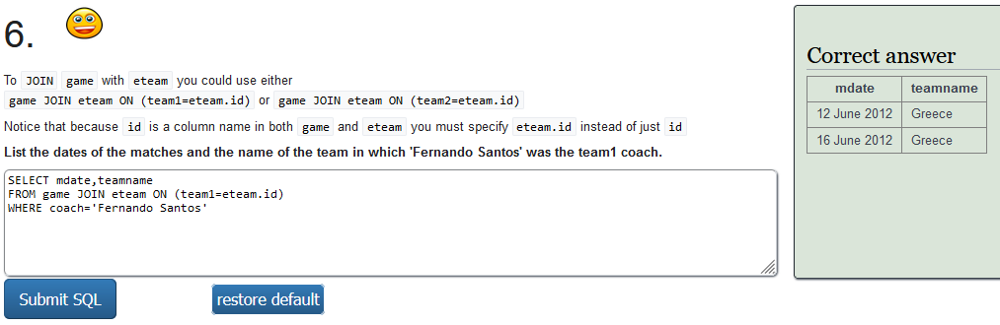 6.
To JOIN game with eteam you could use either
game JOIN eteam ON (team1=eteam.id) or game JOIN eteam ON (team2=eteam.id)
Notice that because id is a column name in both game and eteam you must specify eteam.id instead of just id
List the dates of the matches and the name of the team in which 'Fernando Santos' was the team1 coach.
SELECT mdate,teamname
FROM game JOIN eteam ON (team1=eteam.id)
WHERE coach='Fernando Santos'
Submit SQL
restore default
Correct answer
mdate teamname
12 June 2012 Greece
16 June 2012 Greece